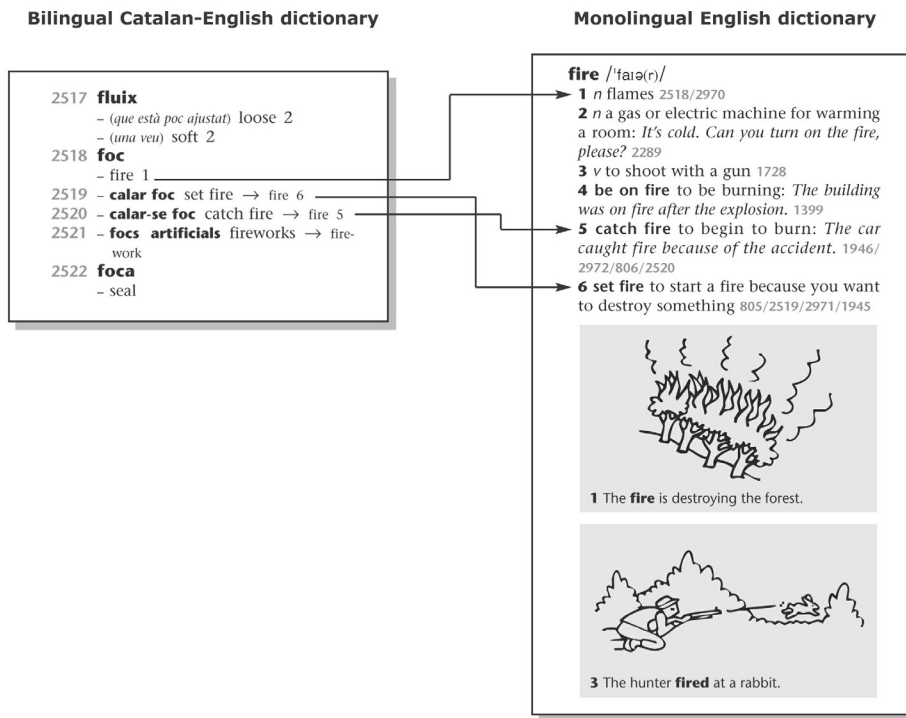 Bilingual Catalan-English dictionary
2517 fluix
– (que està poc ajustat) loose 2
– (una veu) soft 2
2518 foc
– fire 1
2519 – calar foc set fire → fire 6
2520 – calar-se foc catch fire → fire 5
2521 – focs artificials fireworks → fire-
work
2522 foca
– seal
Monolingual English dictionary
fire /ˈfaɪə(r)/
1 n flames 2518/2970
2 n a gas or electric machine for warming
a room: It's cold. Can you turn on the fire,
please? 2289
3 v to shoot with a gun 1728
4 be on fire to be burning: The building
was on fire after the explosion. 1399
5 catch fire to begin to burn: The car
caught fire because of the accident. 1946/
2972/806/2520
6 set fire to start a fire because you want
to destroy something 805/2519/2971/1945
1 The fire is destroying the forest.
3 The hunter fired at a rabbit.